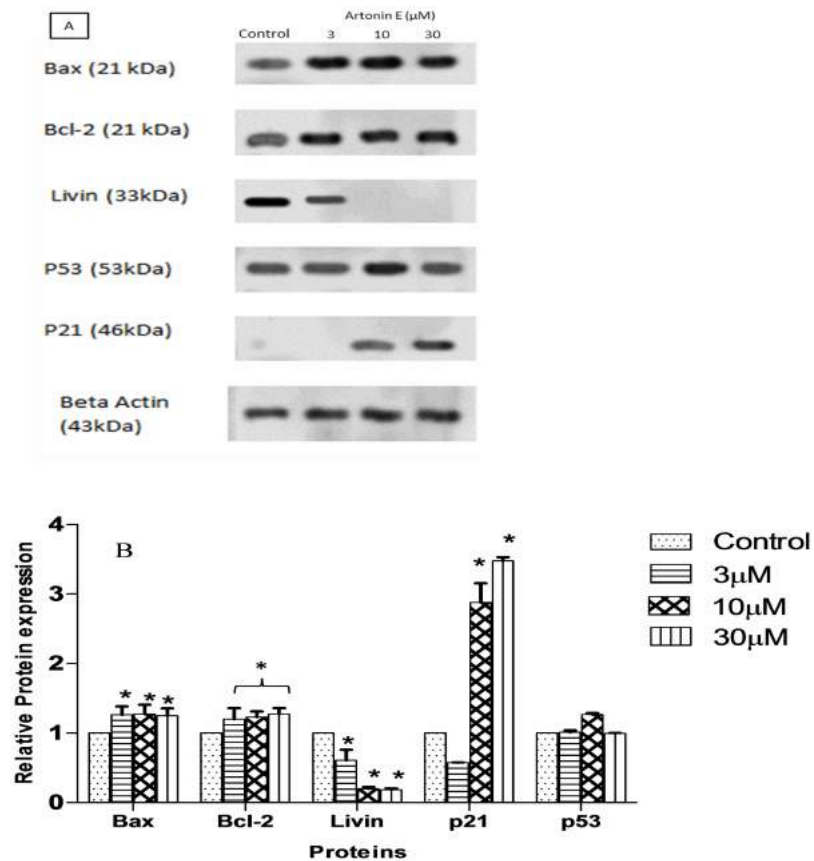 A
Artonin E (μM)
Control 3 10 30
Bax (21 kDa)
Bcl-2 (21 kDa)
Livin (33kDa)
P53 (53kDa)
P21 (46kDa)
Beta Actin
(43kDa)
B
Relative Protein expression
4
3
2
1
0
* * *
*
* * *
* *
Bax Bcl-2 Livin p21 p53
Proteins
Control
3μM
10μM
30μM